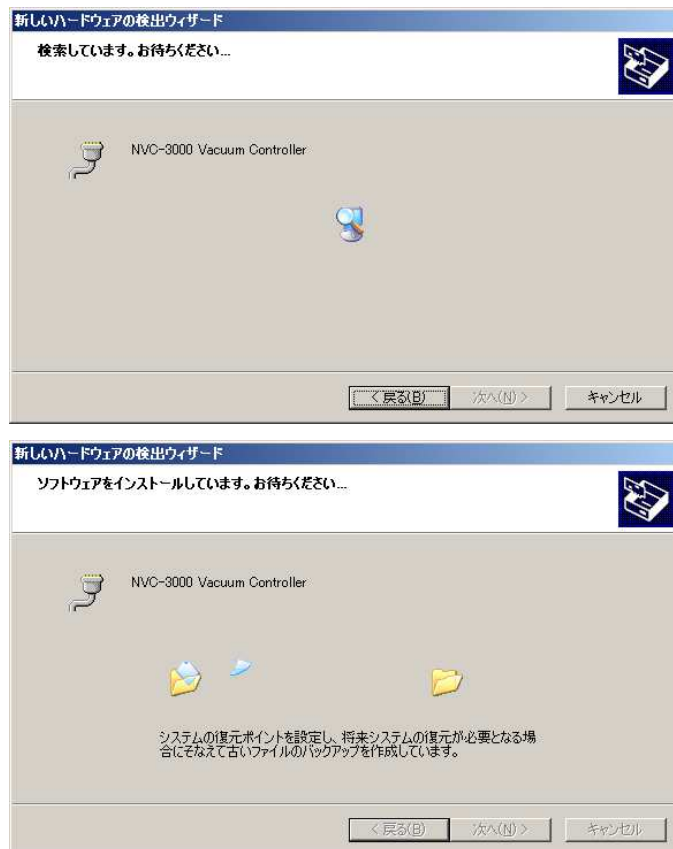 新しいハードウェアの検出ウィザード
検索しています。お待ちください...
NVC-3000 Vacuum Controller
< 戻る(B)
次へ(N) >
キャンセル
新しいハードウェアの検出ウィザード
ソフトウェアをインストールしています。お待ちください...
NVC-3000 Vacuum Controller
システムの復元ポイントを設定し、将来システムの復元が必要となる場
合にそなえて古いファイルのバックアップを作成しています。
< 戻る(B)
次へ(N) >
キャンセル